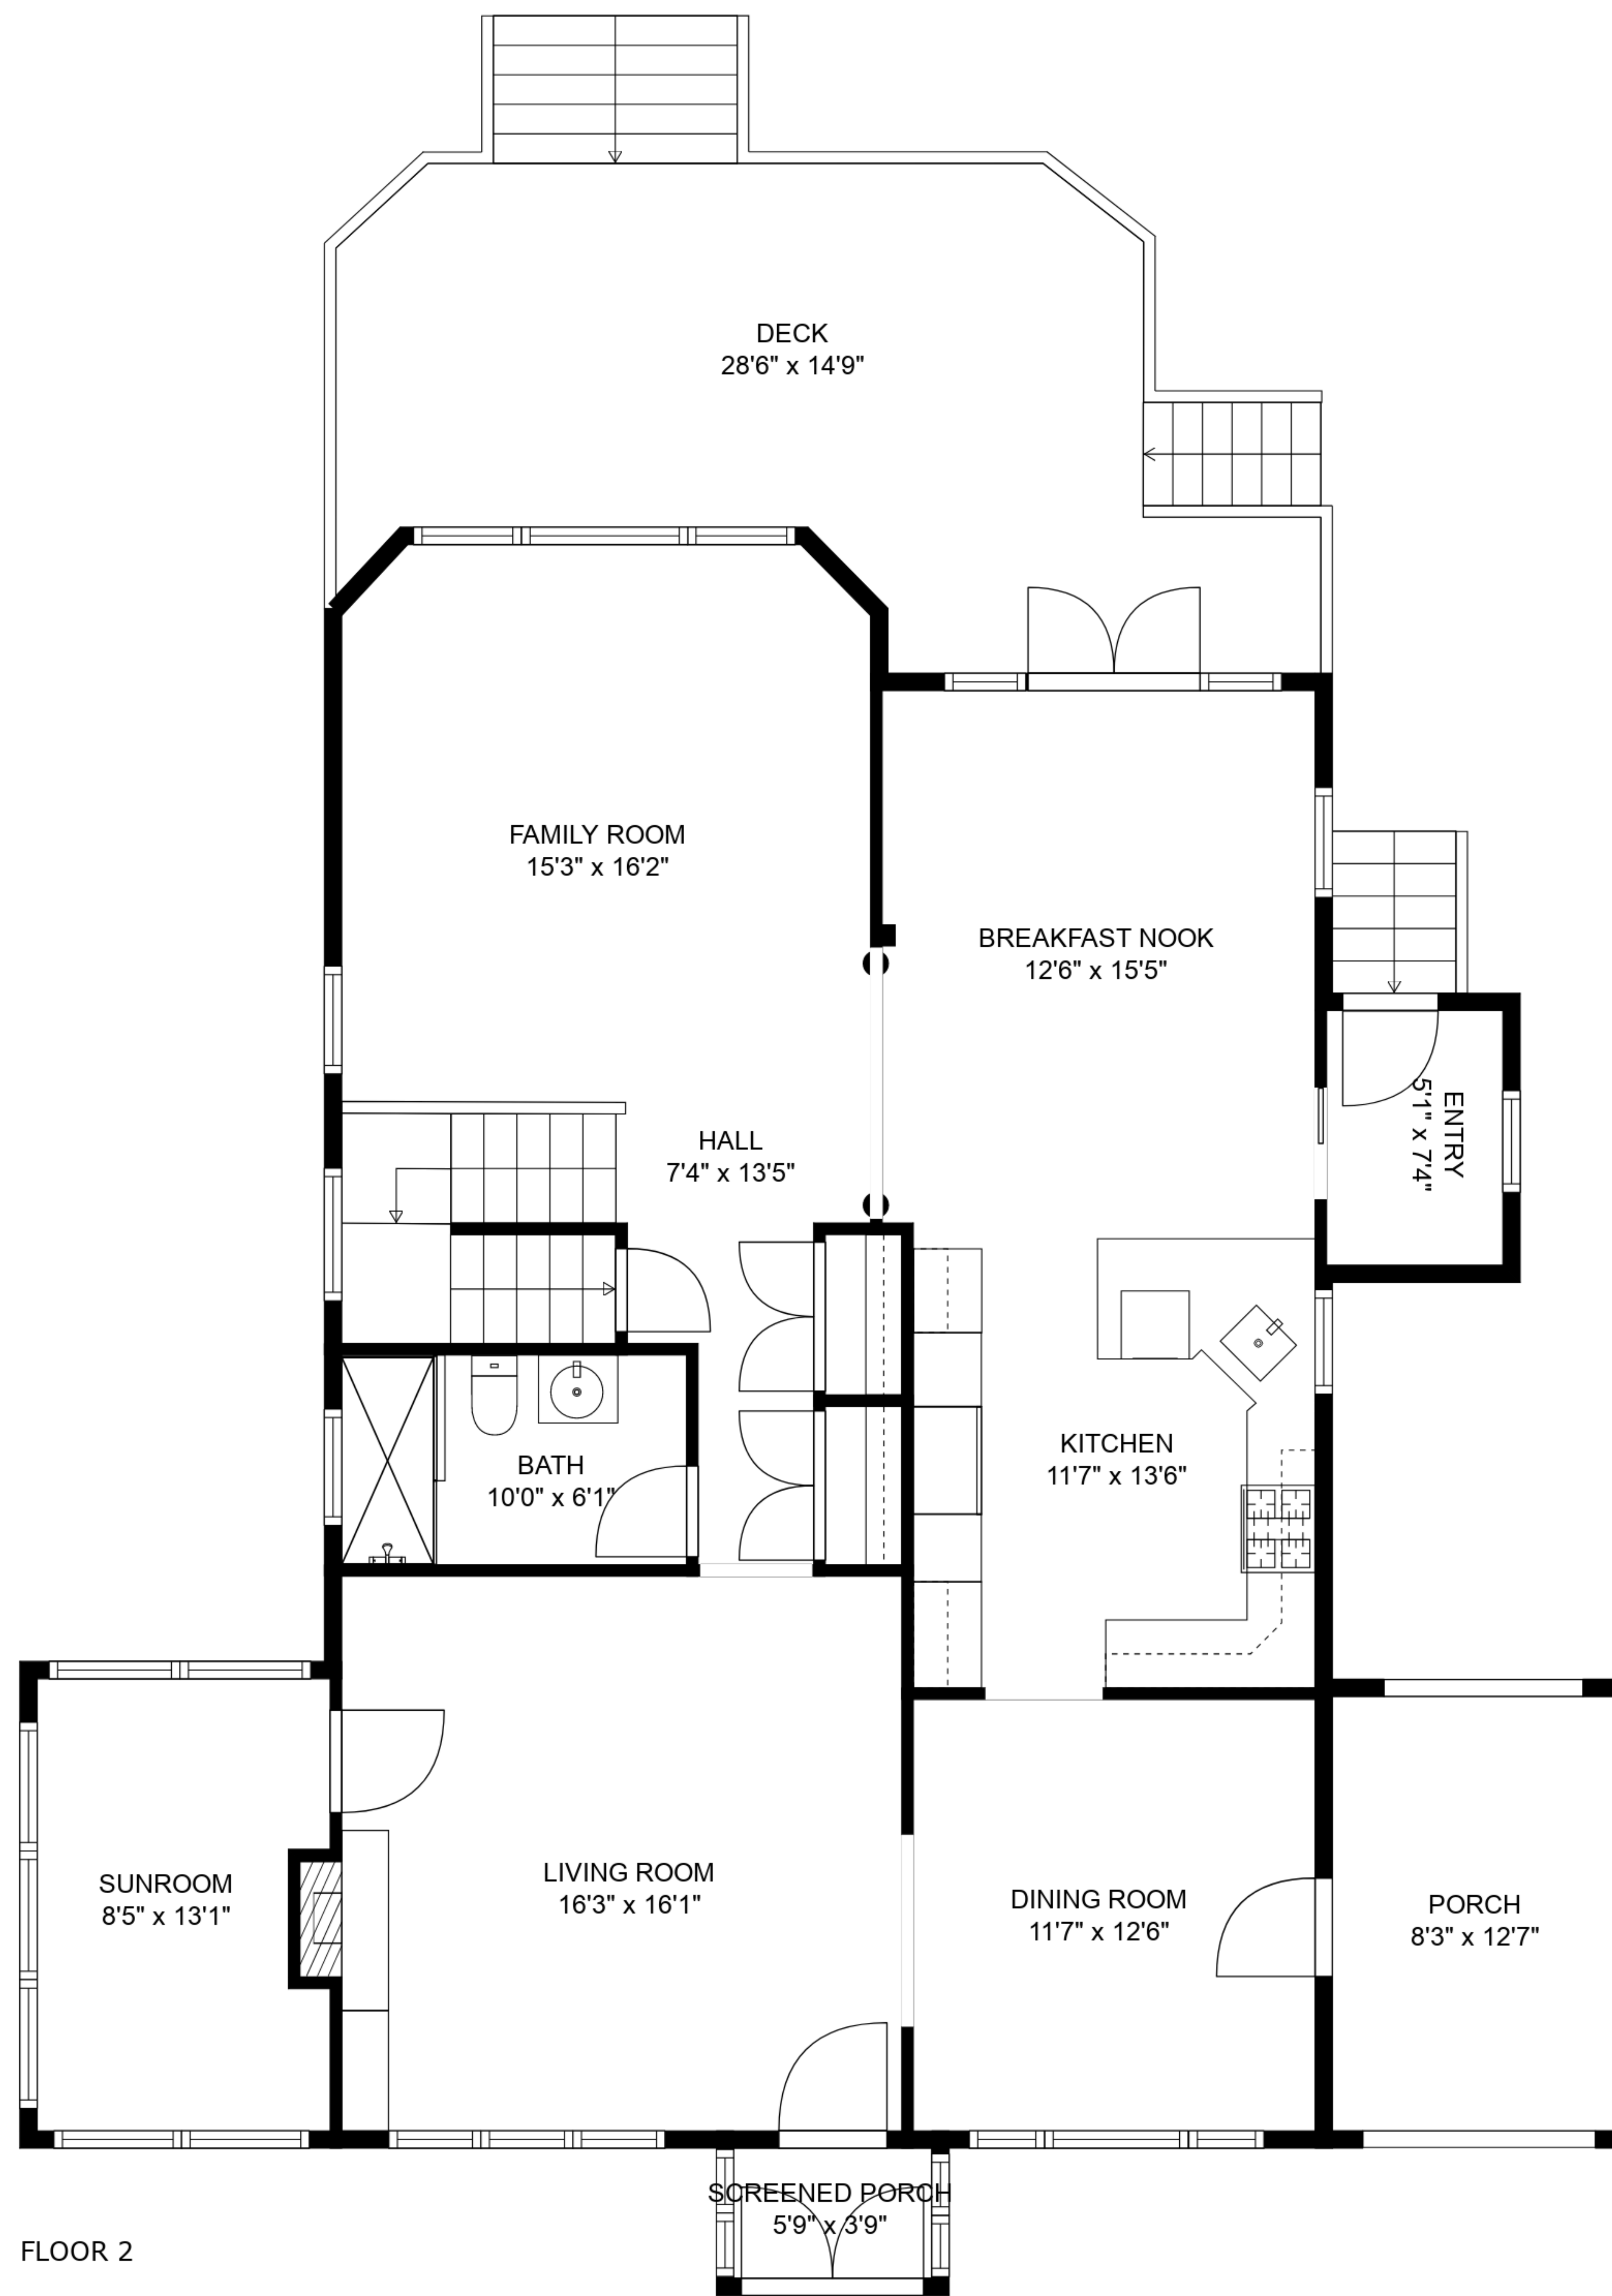 DECK
28'6" x 14'9"
FAMILY ROOM
15'3" x 16'2"
BREAKFAST NOOK
12'6" x 15'5"
ENTRY
5'1" x 7'4"
HALL
7'4" x 13'5"
KITCHEN
11'7" x 13'6"
BATH
10'0" x 6'1"
SUNROOM
8'5" x 13'1"
LIVING ROOM
16'3" x 16'1"
DINING ROOM
11'7" x 12'6"
PORCH
8'3" x 12'7"
SCREENED PORCH
5'9" x 3'9"
FLOOR 2